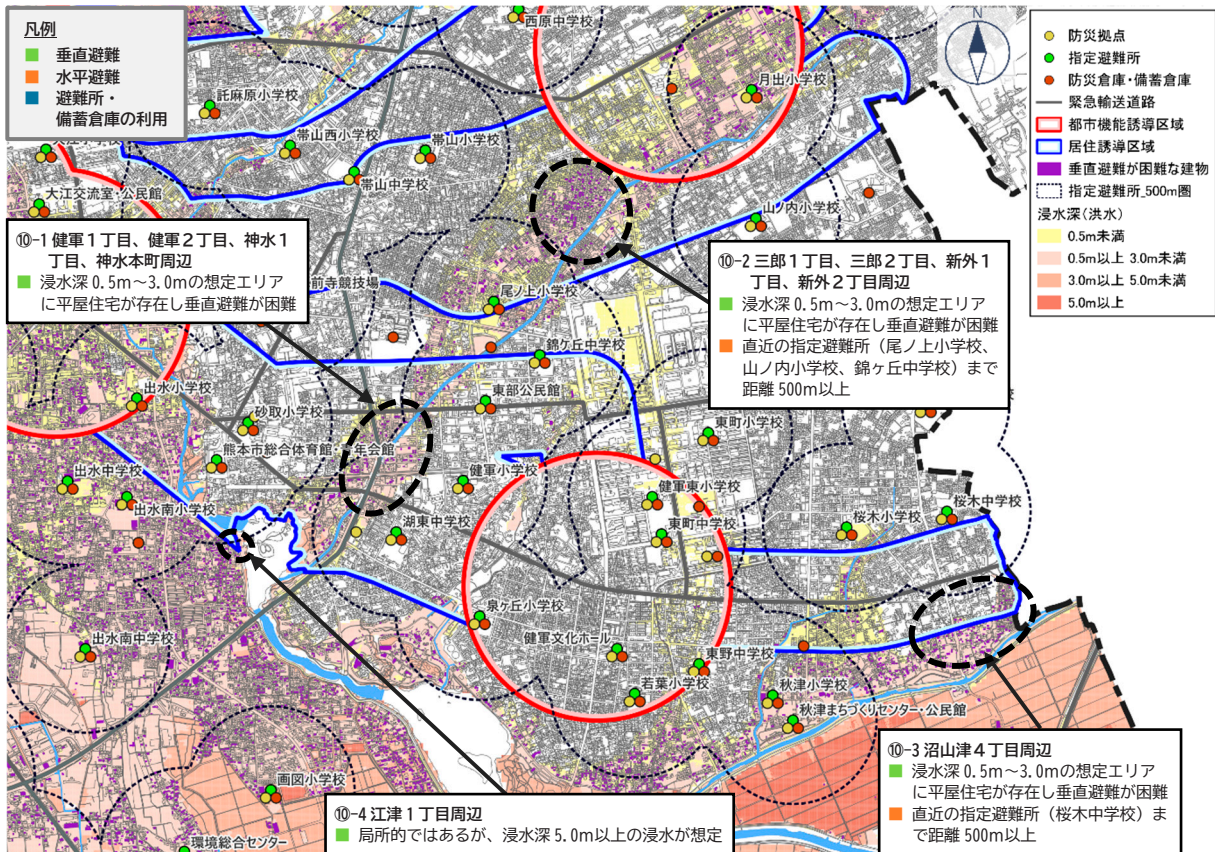 凡例
垂直避難
水平避難
避難所・
備蓄倉庫の利用
西原中学校
月出小学校
託麻原小学校
帯山西小学校
帯山小学校
帯山中学校
大江交流室・公民館
山ノ内小学校
N
防災拠点
指定避難所
防災倉庫・備蓄倉庫
緊急輸送道路
都市機能誘導区域
居住誘導区域
垂直避難が困難な建物
指定避難所_500m圏
浸水深(洪水)
0.5m未満
0.5m以上 3.0m未満
3.0m以上 5.0m未満
5.0m以上
⑩-1 健軍1丁目、健軍2丁目、神水1
丁目、神水本町周辺
浸水深0.5m~3.0mの想定エリア
に平屋住宅が存在し垂直避難が困難
前寺競技場
尾ノ上小学校
⑩-2 三郎1丁目、三郎2丁目、新外1
丁目、新外2丁目周辺
浸水深0.5m~3.0mの想定エリア
に平屋住宅が存在し垂直避難が困難
直近の指定避難所(尾ノ上小学校、
山ノ内小学校、錦ヶ丘中学校)まで
距離500m以上
錦ケ丘中学校
出水小学校
砂取小学校
東部公民館
東町小学校
熊本市総合体育館・
年会館
出水中学校
健軍小学校
健軍東小学校
出水南小学校
湖東中学校
東町中学校
桜木小学校
桜木中学校
泉ケ丘小学校
出水南中学校
健軍文化ホール
東野中学校
若葉小学校
秋津小学校
秋津まちづくりセンター・公民館
画図小学校
環境総合センター
⑩-4 江津1丁目周辺
局所的ではあるが、浸水深5.0m以上の浸水が想定
⑩-3 沼山津4丁目周辺
浸水深0.5m~3.0mの想定エリア
に平屋住宅が存在し垂直避難が困難
直近の指定避難所(桜木中学校)ま
で距離500m以上